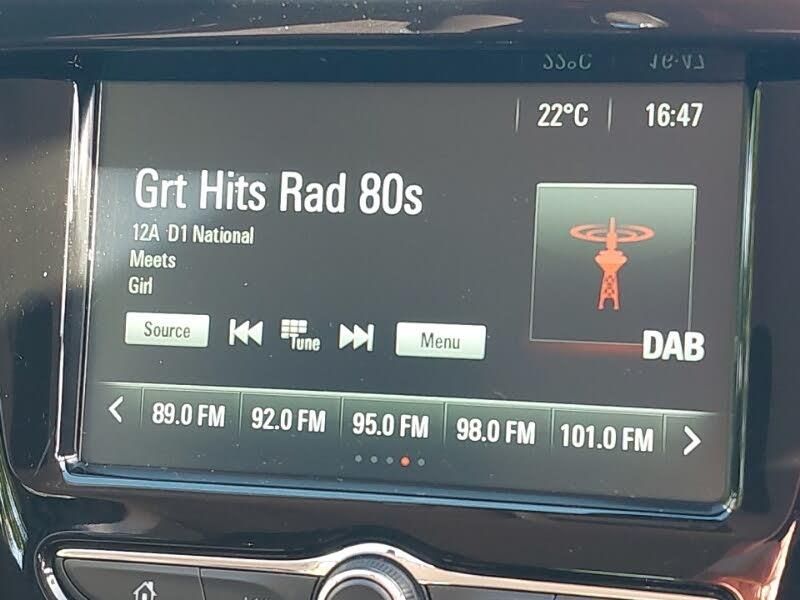 22°C 16:47
Grt Hits Rad 80s
12A D1 National
Meets
Girl
Source Tune Menu
DAB
89.0 FM 92.0 FM 95.0 FM 98.0 FM 101.0 FM